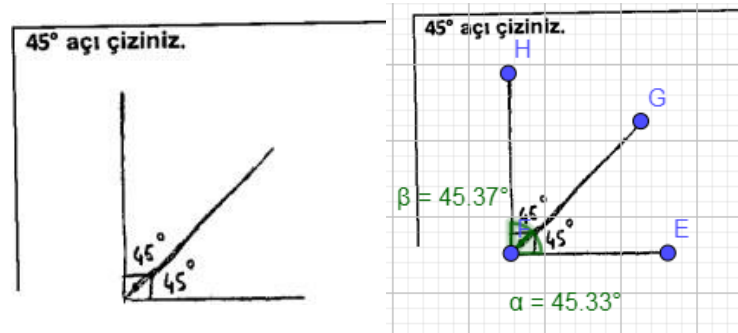 45° açı çiziniz.
45°
45°
45° açı çiziniz.
H
G
β = 45.37°
45°
F
45°
E
α = 45.33°